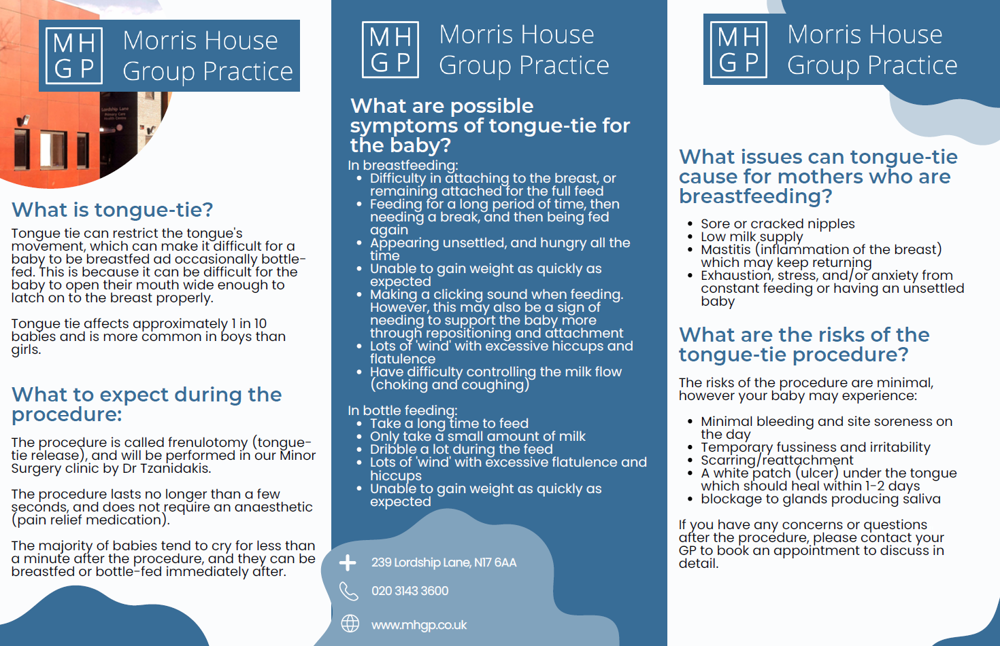 MH
GP
Morris House
Group Practice
Lordship Lane
Primary Care
Health Centre
What is tongue-tie?
Tongue tie can restrict the tongue's
movement, which can make it difficult for a
baby to be breastfed ad occasionally bottle-
fed. This is because it can be difficult for the
baby to open their mouth wide enough to
latch on to the breast properly.
Tongue tie affects approximately 1 in 10
babies and is more common in boys than
girls.
What to expect during the
procedure:
The procedure is called frenulotomy (tongue-
tie release), and will be performed in our Minor
Surgery clinic by Dr Tzanidakis.
The procedure lasts no longer than a few
seconds, and does not require an anaesthetic
(pain relief medication).
The majority of babies tend to cry for less than
a minute after the procedure, and they can be
breastfed or bottle-fed immediately after.
MH
GP
Morris House
Group Practice
What are possible
symptoms of tongue-tie for
the baby?
In breastfeeding:
• Difficulty in attaching to the breast, or
remaining attached for the full feed
• Feeding for a long period of time, then
needing a break, and then being fed
again
• Appearing unsettled, and hungry all the
time
• Unable to gain weight as quickly as
expected
• Making a clicking sound when feeding.
However, this may also be a sign of
needing to support the baby more
through repositioning and attachment
• Lots of 'wind' with excessive hiccups and
flatulence
• Have difficulty controlling the milk flow
(choking and coughing)
In bottle feeding:
• Take a long time to feed
• Only take a small amount of milk
• Dribble a lot during the feed
• Lots of 'wind' with excessive flatulence and
hiccups
• Unable to gain weight as quickly as
expected
239 Lordship Lane, N17 6AA
020 3143 3600
www.mhgp.co.uk
MH
GP
Morris House
Group Practice
What issues can tongue-tie
cause for mothers who are
breastfeeding?
• Sore or cracked nipples
• Low milk supply
• Mastitis (inflammation of the breast)
which may keep returning
• Exhaustion, stress, and/or anxiety from
constant feeding or having an unsettled
baby
What are the risks of the
tongue-tie procedure?
The risks of the procedure are minimal,
however your baby may experience:
• Minimal bleeding and site soreness on
the day
• Temporary fussiness and irritability
• Scarring/reattachment
• A white patch (ulcer) under the tongue
which should heal within 1-2 days
• blockage to glands producing saliva
If you have any concerns or questions
after the procedure, please contact your
GP to book an appointment to discuss in
detail.